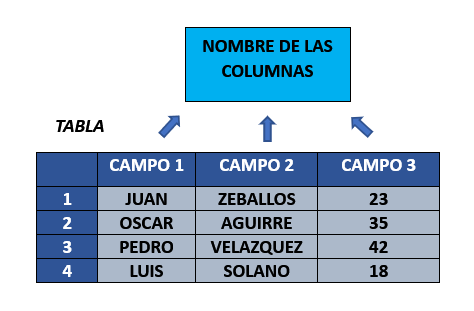 NOMBRE DE LAS
COLUMNAS
TABLA
CAMPO 1 CAMPO 2 CAMPO 3
1 JUAN ZEBALLOS 23
2 OSCAR AGUIRRE 35
3 PEDRO VELAZQUEZ 42
4 LUIS SOLANO 18